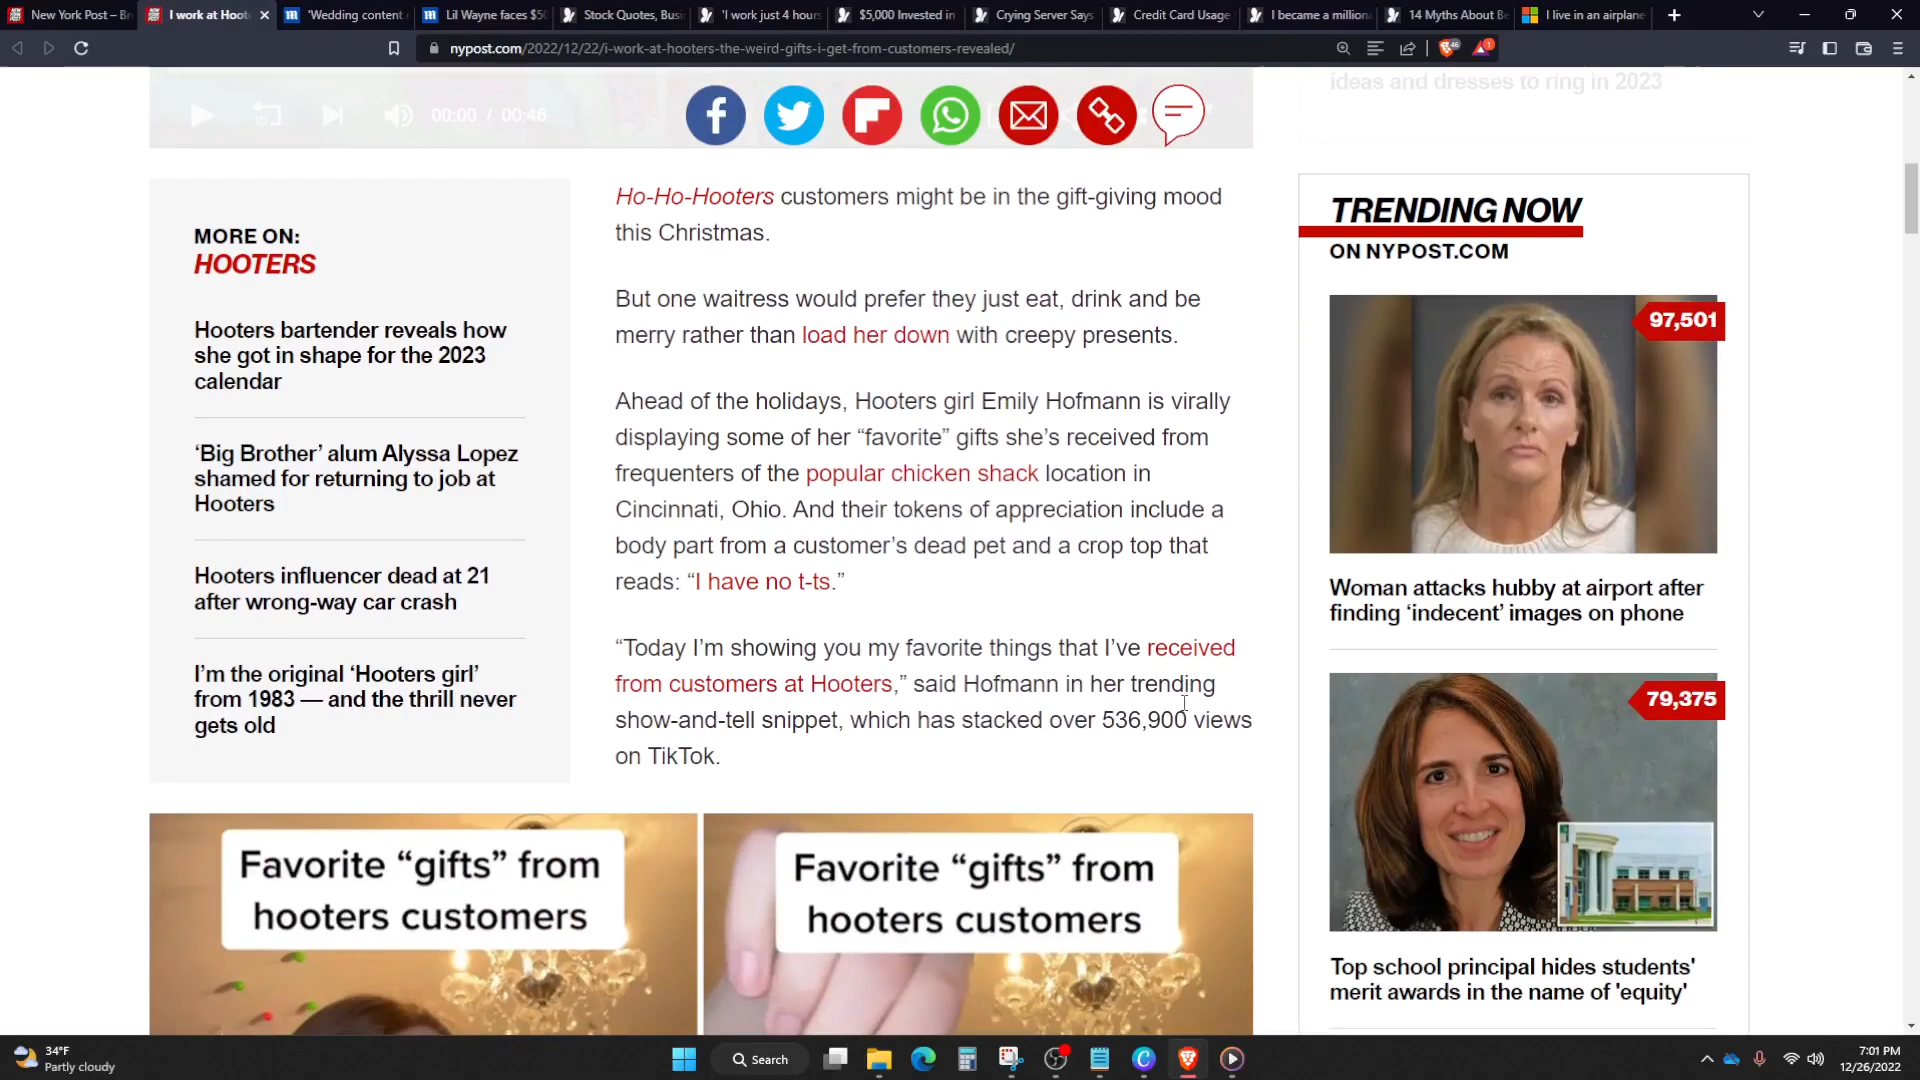 New York Post – Br
I work at Hoot
'Wedding content
Lil Wayne faces $50
Stock Quotes, Busi
'I work just 4 hours
$5,000 Invested in
Crying Server Says
Credit Card Usage
I became a million
14 Myths About Be
I live in an airplane
nypost.com/2022/12/22/i-work-at-hooters-the-weird-gifts-i-get-from-customers-revealed/
00:00 / 00:46
ideas and dresses to ring in 2023
MORE ON:
HOOTERS
Hooters bartender reveals how
she got in shape for the 2023
calendar
'Big Brother' alum Alyssa Lopez
shamed for returning to job at
Hooters
Hooters influencer dead at 21
after wrong-way car crash
I'm the original 'Hooters girl'
from 1983 — and the thrill never
gets old
Ho-Ho-Hooters customers might be in the gift-giving mood
this Christmas.
But one waitress would prefer they just eat, drink and be
merry rather than load her down with creepy presents.
Ahead of the holidays, Hooters girl Emily Hofmann is virally
displaying some of her “favorite” gifts she's received from
frequenters of the popular chicken shack location in
Cincinnati, Ohio. And their tokens of appreciation include a
body part from a customer's dead pet and a crop top that
reads: “I have no t-ts.”
“Today I'm showing you my favorite things that I've received
from customers at Hooters,” said Hofmann in her trending
show-and-tell snippet, which has stacked over 536,900 views
on TikTok.
Favorite “gifts” from
hooters customers
Favorite “gifts” from
hooters customers
TRENDING NOW
ON NYPOST.COM
97,501
Woman attacks hubby at airport after
finding 'indecent' images on phone
79,375
Top school principal hides students'
merit awards in the name of 'equity'
34°F
Partly cloudy
Search
7:01 PM
12/26/2022